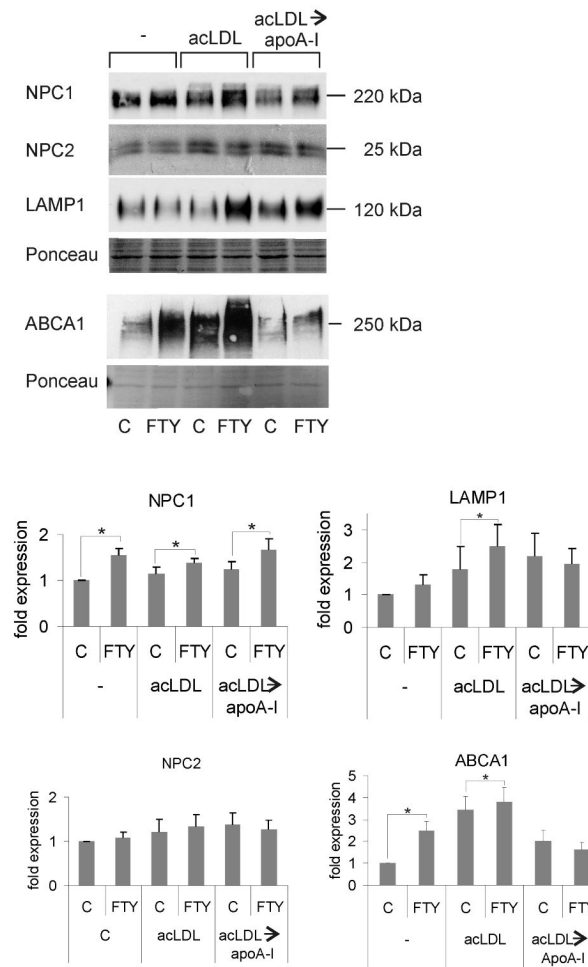 acLDL →
- acLDL apoA-I
NPC1 220 kDa
NPC2 25 kDa
LAMP1 120 kDa
Ponceau
ABCA1 250 kDa
Ponceau
C FTY C FTY C FTY
NPC1
fold expression
2
1
0
* * *
C FTY C FTY C FTY
- acLDL acLDL →
apoA-I
LAMP1
fold expression
3
2
1
0
*
C FTY C FTY C FTY
- acLDL acLDL →
apoA-I
NPC2
fold expression
2
1
0
C FTY C FTY C FTY
C acLDL acLDL →
apoA-I
ABCA1
fold expression
5
4
3
2
1
0
* *
C FTY C FTY C FTY
- acLDL acLDL →
ApoA-I